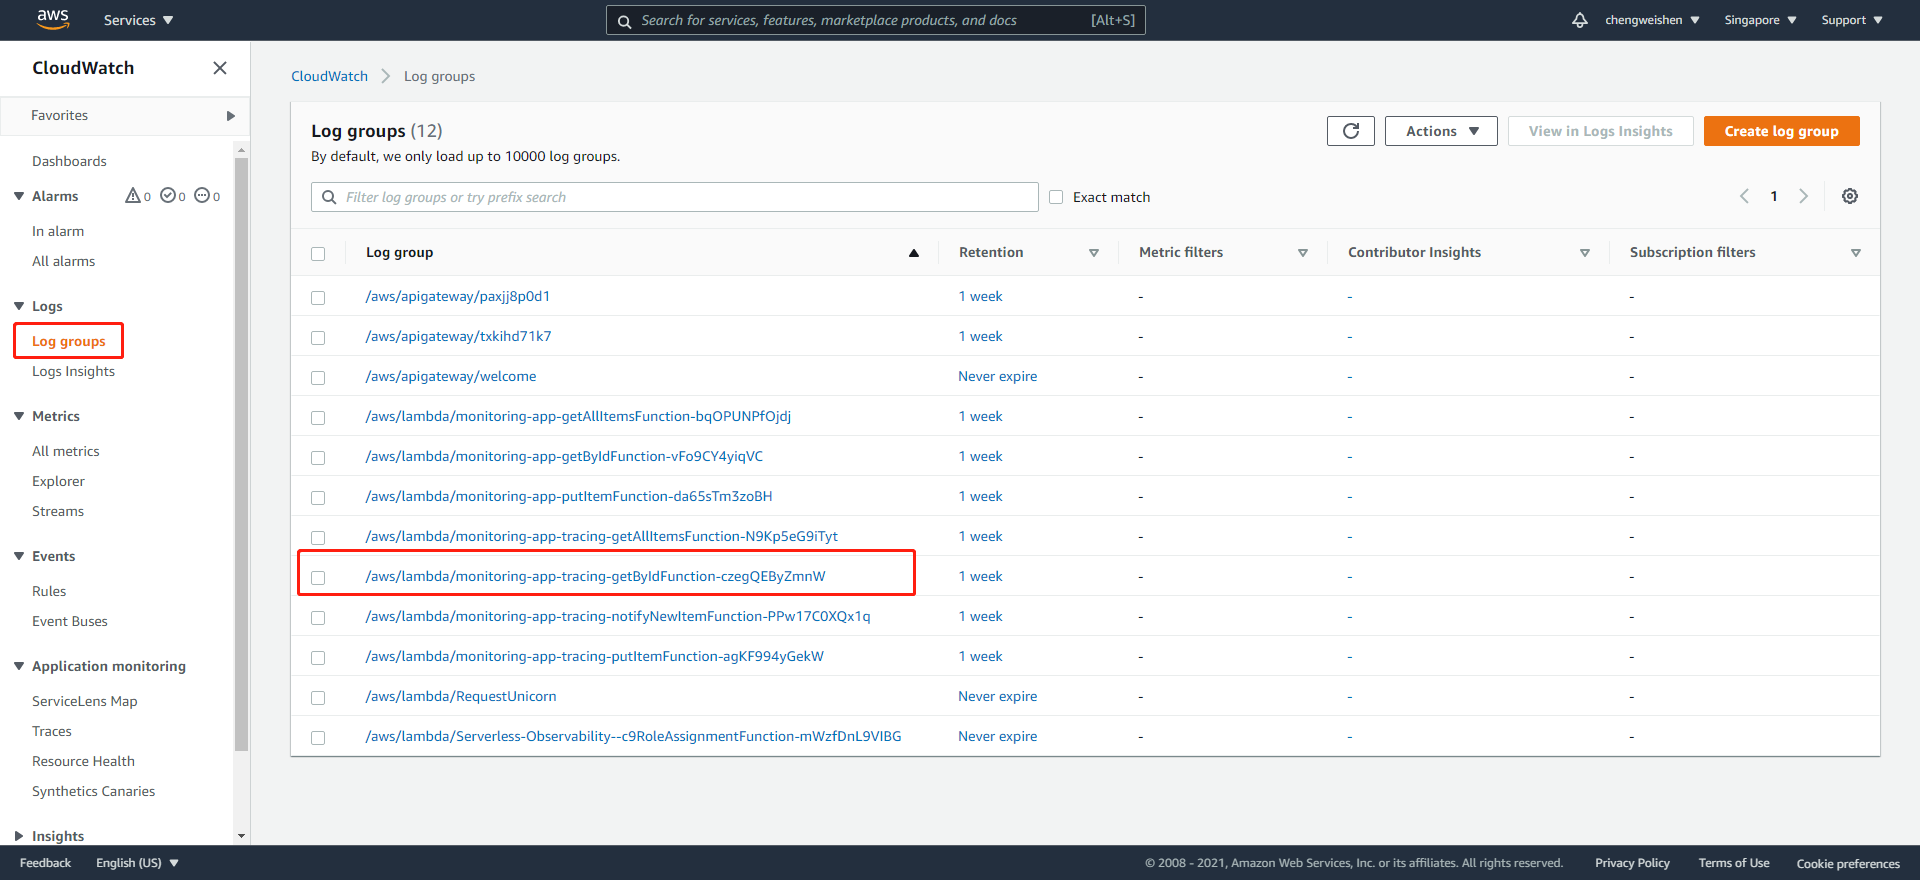 aws Services Search for services, features, marketplace products, and docs [Alt+S] chengweishen Singapore Support
CloudWatch
Favorites
Dashboards
Alarms 0 0 0
In alarm
All alarms
Logs
Log groups
Logs Insights
Metrics
All metrics
Explorer
Streams
Events
Rules
Event Buses
Application monitoring
ServiceLens Map
Traces
Resource Health
Synthetics Canaries
Insights
CloudWatch Log groups
Log groups (12) Actions View in Logs Insights Create log group
By default, we only load up to 10000 log groups.
Filter log groups or try prefix search Exact match 1
Log group Retention Metric filters Contributor Insights Subscription filters
/aws/apigateway/paxjj8p0d1 1 week - - -
/aws/apigateway/txkihd71k7 1 week - - -
/aws/apigateway/welcome Never expire - - -
/aws/lambda/monitoring-app-getAllItemsFunction-bqOPUNPfOjdj 1 week - - -
/aws/lambda/monitoring-app-getByIdFunction-vFo9CY4yiqVC 1 week - - -
/aws/lambda/monitoring-app-putItemFunction-da65sTm3zoBH 1 week - - -
/aws/lambda/monitoring-app-tracing-getAllItemsFunction-N9Kp5eG9iTyt 1 week - - -
/aws/lambda/monitoring-app-tracing-getByIdFunction-czegQEByZmnW 1 week - - -
/aws/lambda/monitoring-app-tracing-notifyNewItemFunction-PPw17C0XQx1q 1 week - - -
/aws/lambda/monitoring-app-tracing-putItemFunction-agKF994yGekW 1 week - - -
/aws/lambda/RequestUnicorn Never expire - - -
/aws/lambda/Serverless-Observability--c9RoleAssignmentFunction-mWzfDnL9VIBG Never expire - - -
Feedback English (US) © 2008 - 2021, Amazon Web Services, Inc. or its affiliates. All rights reserved. Privacy Policy Terms of Use Cookie preferences